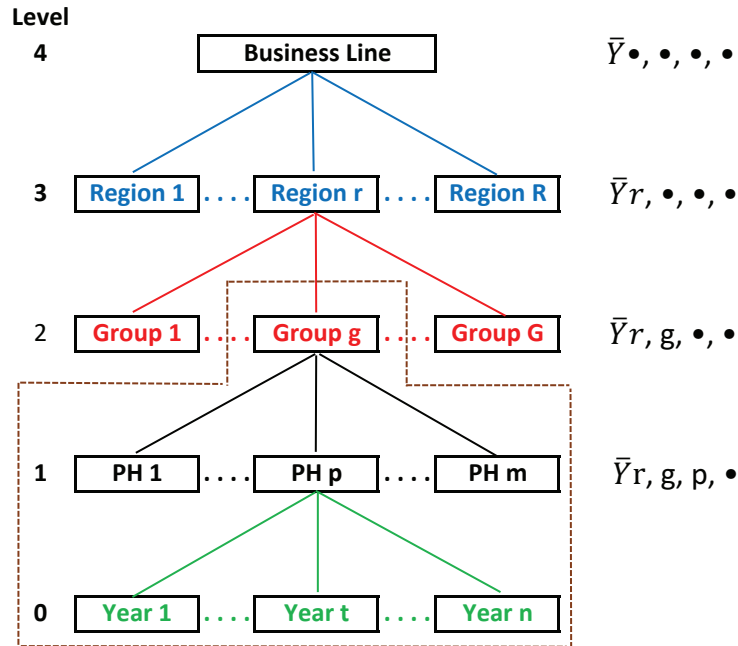 Level
4 Business Line Ȳ•, •, •, •
3 Region 1 .... Region r .... Region R Ȳr, •, •, •
2 Group 1 .... Group g .... Group G Ȳr, g, •, •
1 PH 1 .... PH p .... PH m Ȳr, g, p, •
0 Year 1 .... Year t .... Year n